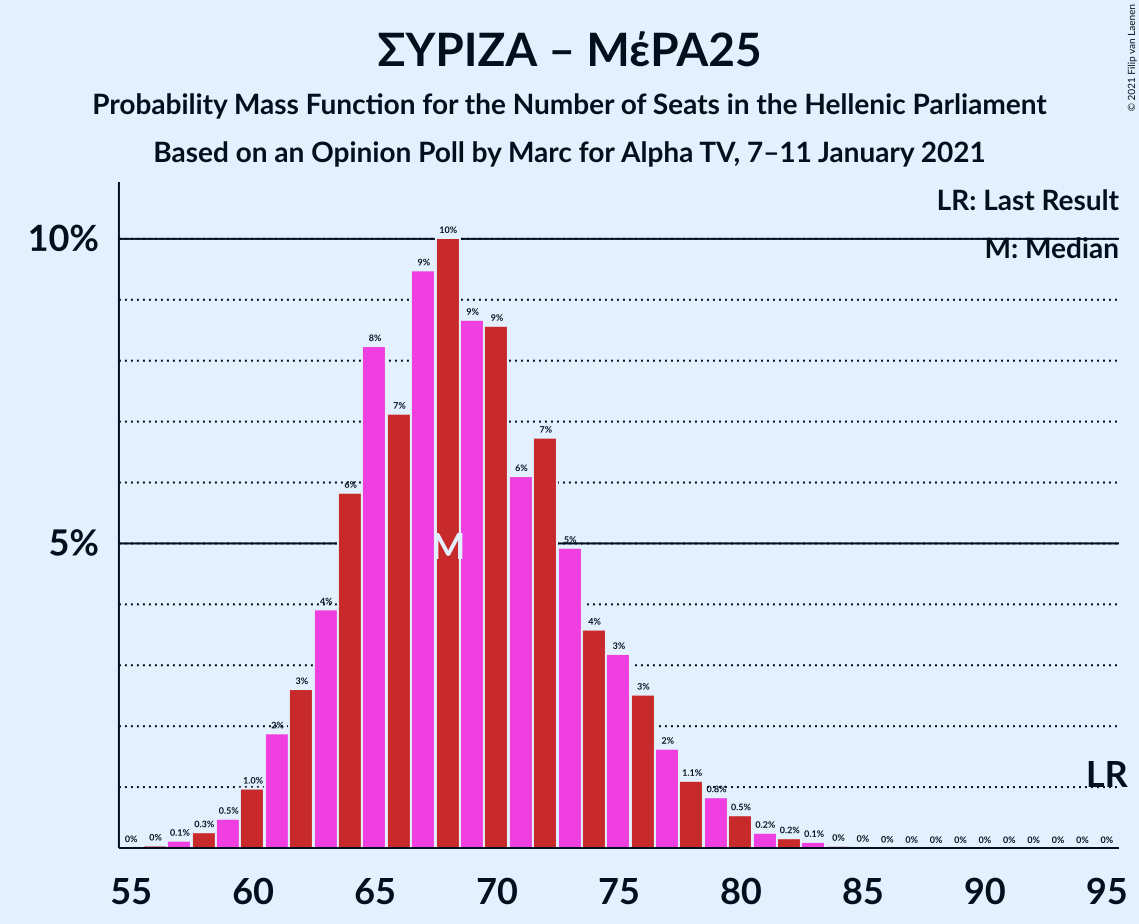 ΣΥΡΙΖΑ – ΜέΡΑ25
Probability Mass Function for the Number of Seats in the Hellenic Parliament
Based on an Opinion Poll by Marc for Alpha TV, 7–11 January 2021
© 2021 Filip van Laenen
LR: Last Result
M: Median
10%
5%
0% 0% 0.1% 0.3% 0.5% 1.0% 2% 3% 4% 6% 8% 7% 9% 10% 9% 9% 6% 7% 5% 4% 3% 3% 2% 1.1% 0.8% 0.5% 0.2% 0.2% 0.1% 0% 0% 0% 0% 0% 0% 0% 0% 0% 0% 0% 0%
M
LR
55 60 65 70 75 80 85 90 95